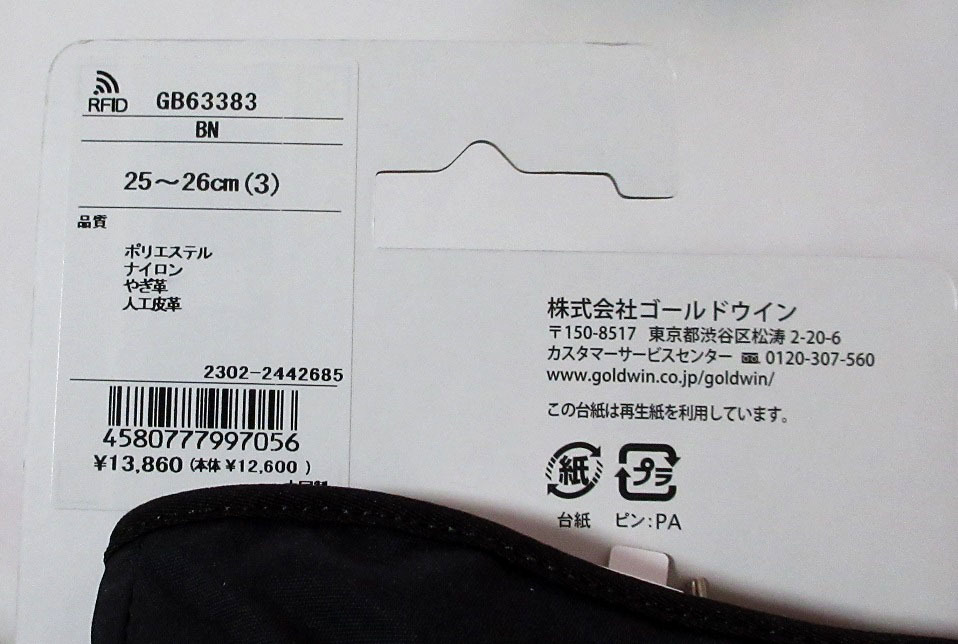 RFID GB63383
BN
25~26cm(3)
品質
ポリエステル
ナイロン
やぎ革
人工皮革
2302-2442685
4580777997056
¥13,860 (本体 ¥12,600 )
株式会社ゴールドウイン
〒150-8517 東京都渋谷区松涛 2-20-6
カスタマーサービスセンター 0120-307-560
www.goldwin.co.jp/goldwin/
この台紙は再生紙を利用しています。
紙 プラ
台紙 ピン:PA